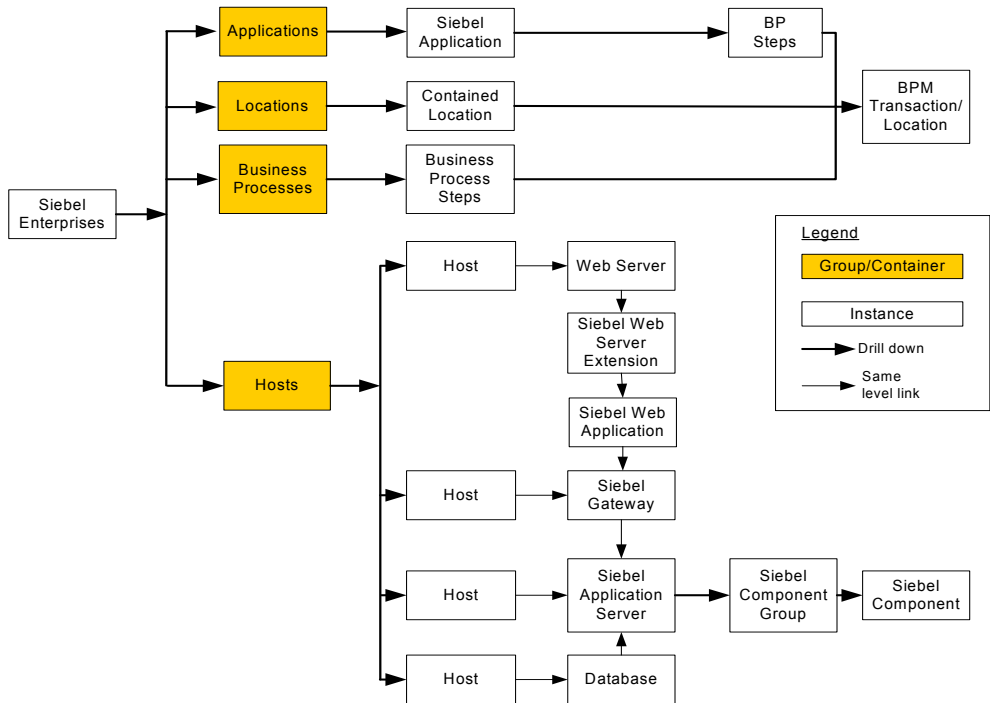 Applications
Siebel
Application
BP
Steps
Locations
Contained
Location
BPM
Transaction/
Location
Business
Processes
Business
Process
Steps
Siebel
Enterprises
Legend
Group/Container
Instance
Drill down
Same
level link
Host
Web Server
Siebel Web
Server
Extension
Hosts
Siebel Web
Application
Host
Siebel
Gateway
Host
Siebel
Application
Server
Siebel
Component
Group
Siebel
Component
Host
Database